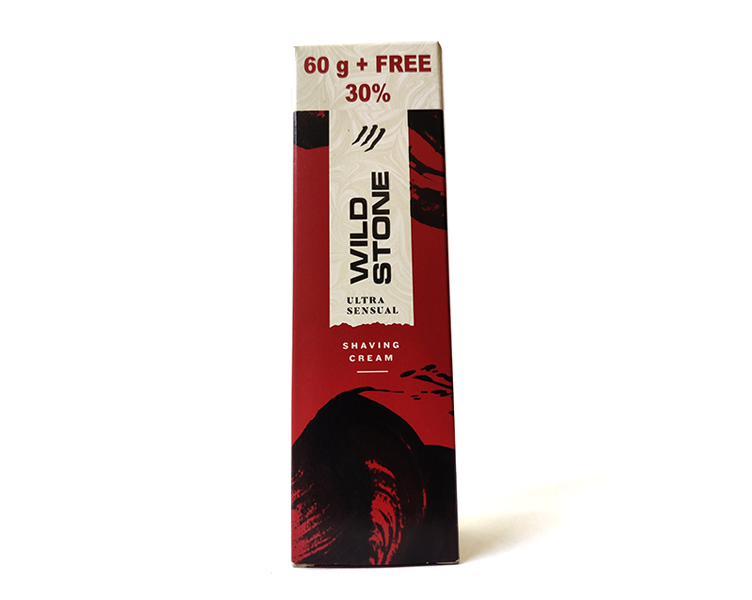 60 g + FREE
30%
WILD
STONE
ULTRA
SENSUAL
SHAVING
CREAM